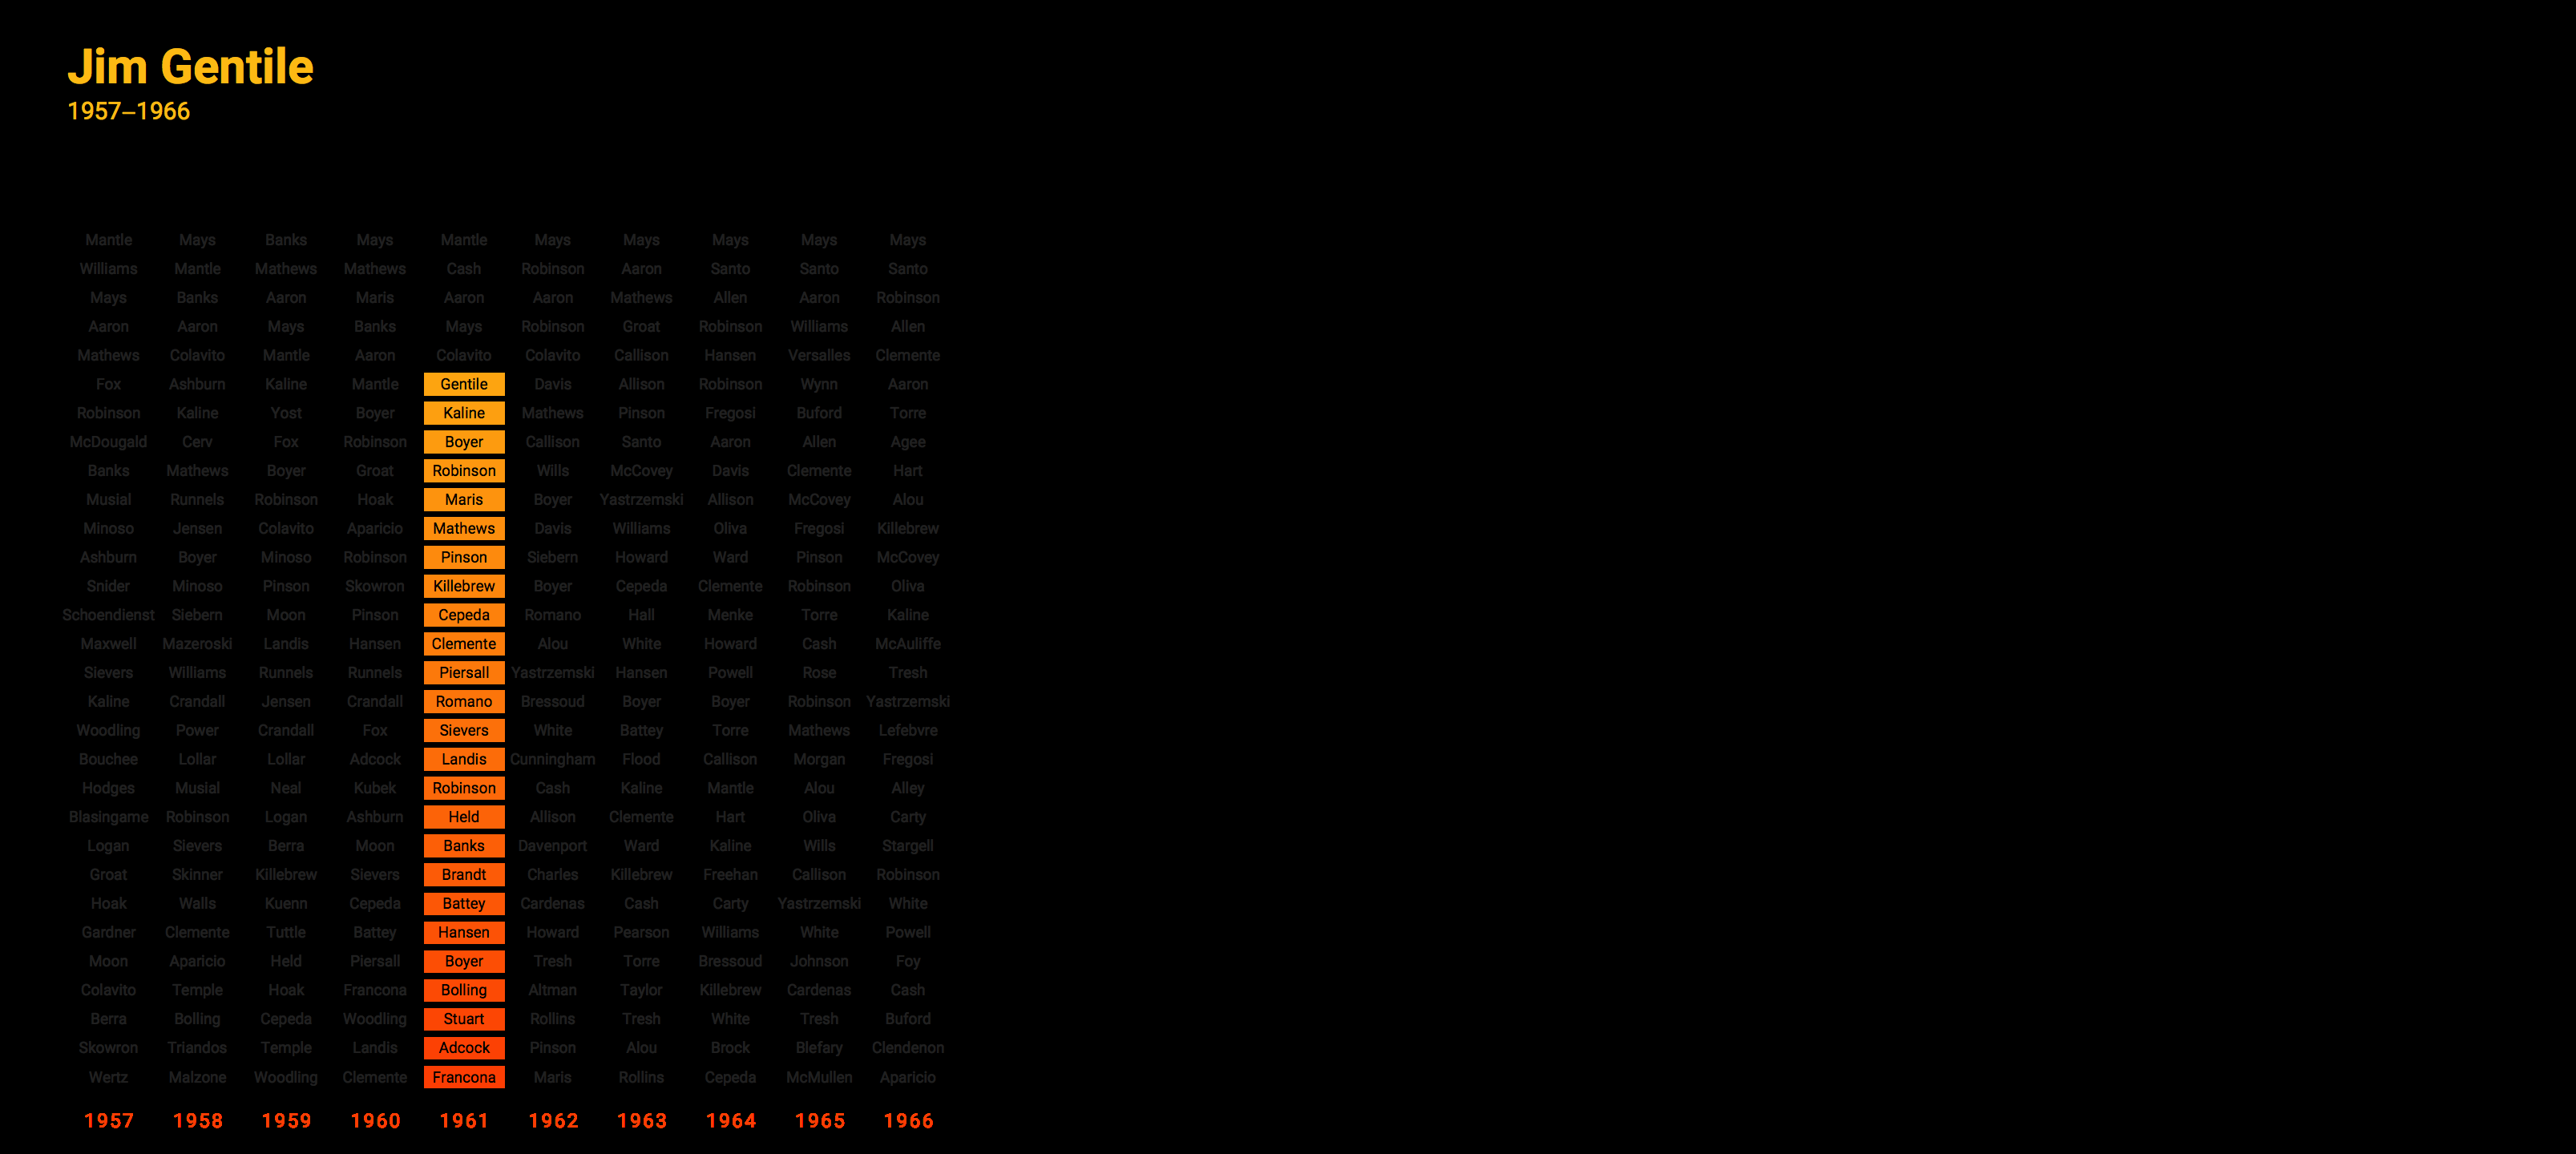 Jim Gentile
1957–1966
Mantle Mays Banks Mays Mantle Mays Mays Mays Mays Mays
Williams Mantle Mathews Mathews Cash Robinson Aaron Santo Santo Santo
Mays Banks Aaron Maris Aaron Aaron Mathews Allen Aaron Robinson
Aaron Aaron Mays Banks Mays Robinson Groat Robinson Williams Allen
Mathews Colavito Mantle Aaron Colavito Colavito Callison Hansen Versalles Clemente
Fox Ashburn Kaline Mantle Gentile Davis Allison Robinson Wynn Aaron
Robinson Kaline Yost Boyer Kaline Mathews Pinson Fregosi Buford Torre
McDougald Cerv Fox Robinson Boyer Callison Santo Aaron Allen Agee
Banks Mathews Boyer Groat Robinson Wills McCovey Davis Clemente Hart
Musial Runnels Robinson Hoak Maris Boyer Yastrzemski Allison McCovey Alou
Minoso Jensen Colavito Aparicio Mathews Davis Williams Oliva Fregosi Killebrew
Ashburn Boyer Minoso Robinson Pinson Siebern Howard Ward Pinson McCovey
Snider Minoso Pinson Skowron Killebrew Boyer Cepeda Clemente Robinson Oliva
Schoendienst Siebern Moon Pinson Cepeda Romano Hall Menke Torre Kaline
Maxwell Mazeroski Landis Hansen Clemente Alou White Howard Cash McAuliffe
Sievers Williams Runnels Runnels Piersall Yastrzemski Hansen Powell Rose Tresh
Kaline Crandall Jensen Crandall Romano Bressoud Boyer Boyer Robinson Yastrzemski
Woodling Power Crandall Fox Sievers White Battey Torre Mathews Lefebvre
Bouchee Lollar Lollar Adcock Landis Cunningham Flood Callison Morgan Fregosi
Hodges Musial Neal Kubek Robinson Cash Kaline Mantle Alou Alley
Blasingame Robinson Logan Ashburn Held Allison Clemente Hart Oliva Carty
Logan Sievers Berra Moon Banks Davenport Ward Kaline Wills Stargell
Groat Skinner Killebrew Sievers Brandt Charles Killebrew Freehan Callison Robinson
Hoak Walls Kuenn Cepeda Battey Cardenas Cash Carty Yastrzemski White
Gardner Clemente Tuttle Battey Hansen Howard Pearson Williams White Powell
Moon Aparicio Held Piersall Boyer Tresh Torre Bressoud Johnson Foy
Colavito Temple Hoak Francona Bolling Altman Taylor Killebrew Cardenas Cash
Berra Bolling Cepeda Woodling Stuart Rollins Tresh White Tresh Buford
Skowron Triandos Temple Landis Adcock Pinson Alou Brock Blefary Clendenon
Wertz Malzone Woodling Clemente Francona Maris Rollins Cepeda McMullen Aparicio
1957 1958 1959 1960 1961 1962 1963 1964 1965 1966